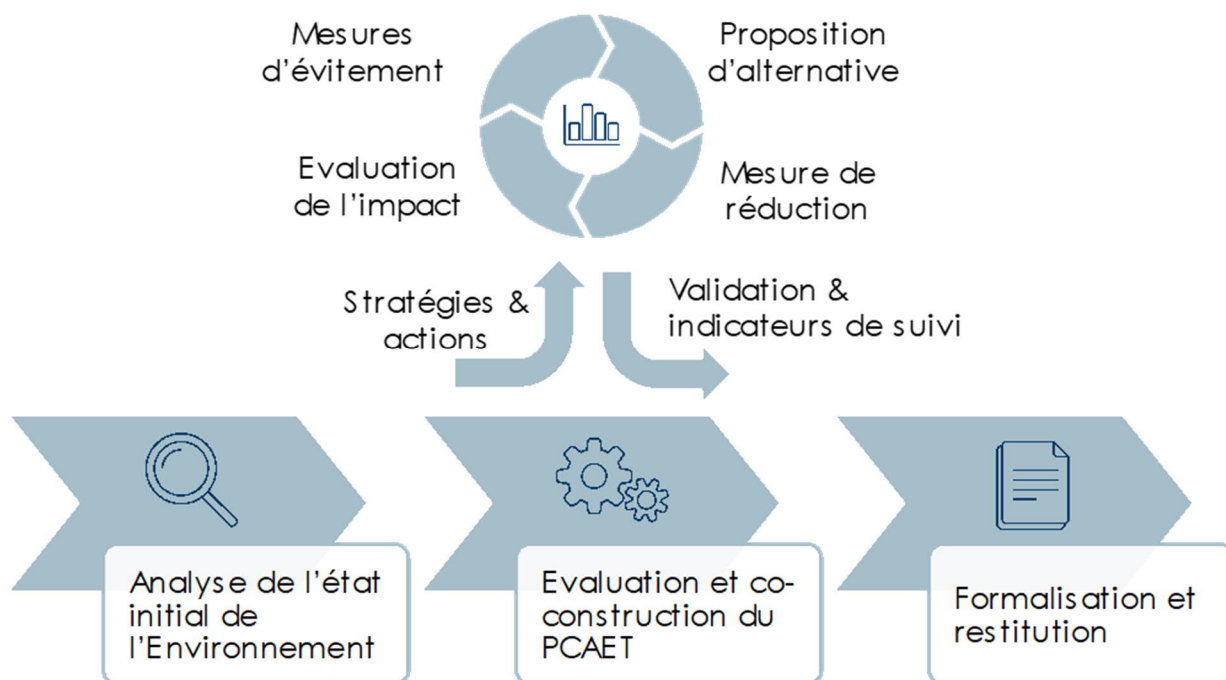 Mesures
d'évitement
Proposition
d'alternative
Evaluation
de l'impact
Mesure de
réduction
Stratégies &
actions
Validation &
indicateurs de suivi
Analyse de l'état
initial de
l'Environnement
Evaluation et co-
construction du
PCAET
Formalisation et
restitution